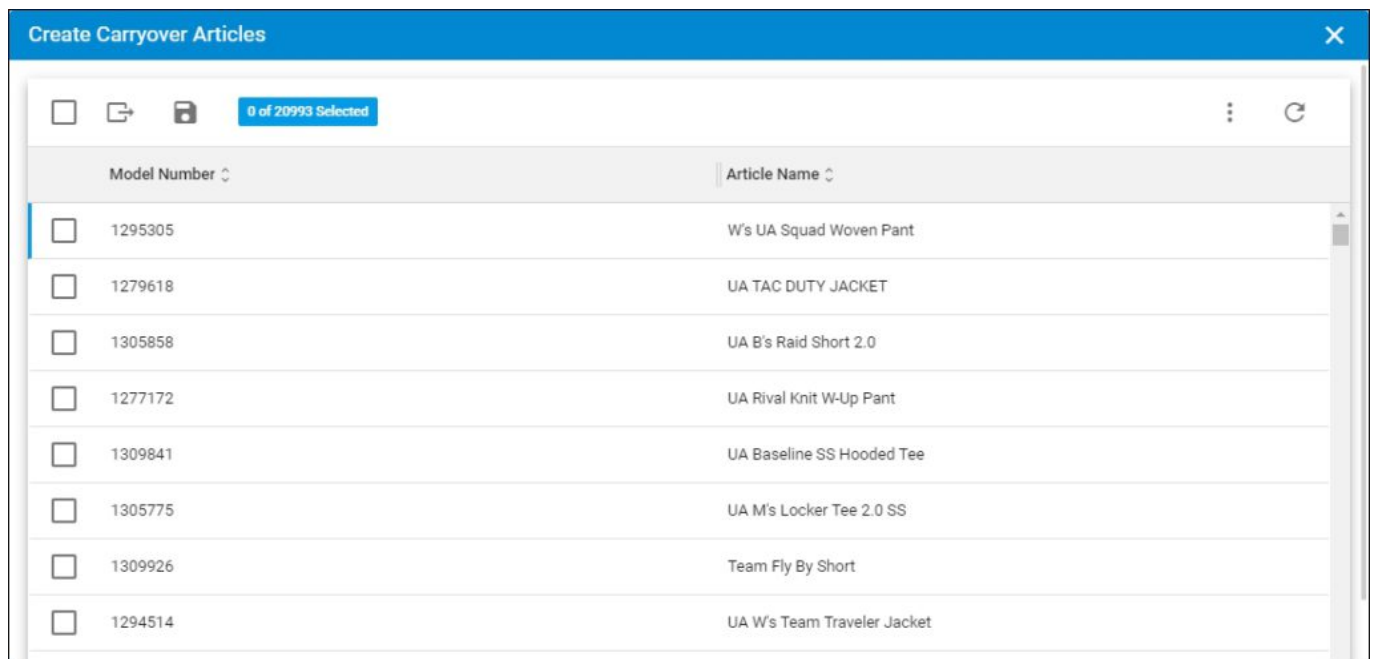 Create Carryover Articles
0 of 20993 Selected
Model Number Article Name
1295305 W's UA Squad Woven Pant
1279618 UA TAC DUTY JACKET
1305858 UA B's Raid Short 2.0
1277172 UA Rival Knit W-Up Pant
1309841 UA Baseline SS Hooded Tee
1305775 UA M's Locker Tee 2.0 SS
1309926 Team Fly By Short
1294514 UA W's Team Traveler Jacket